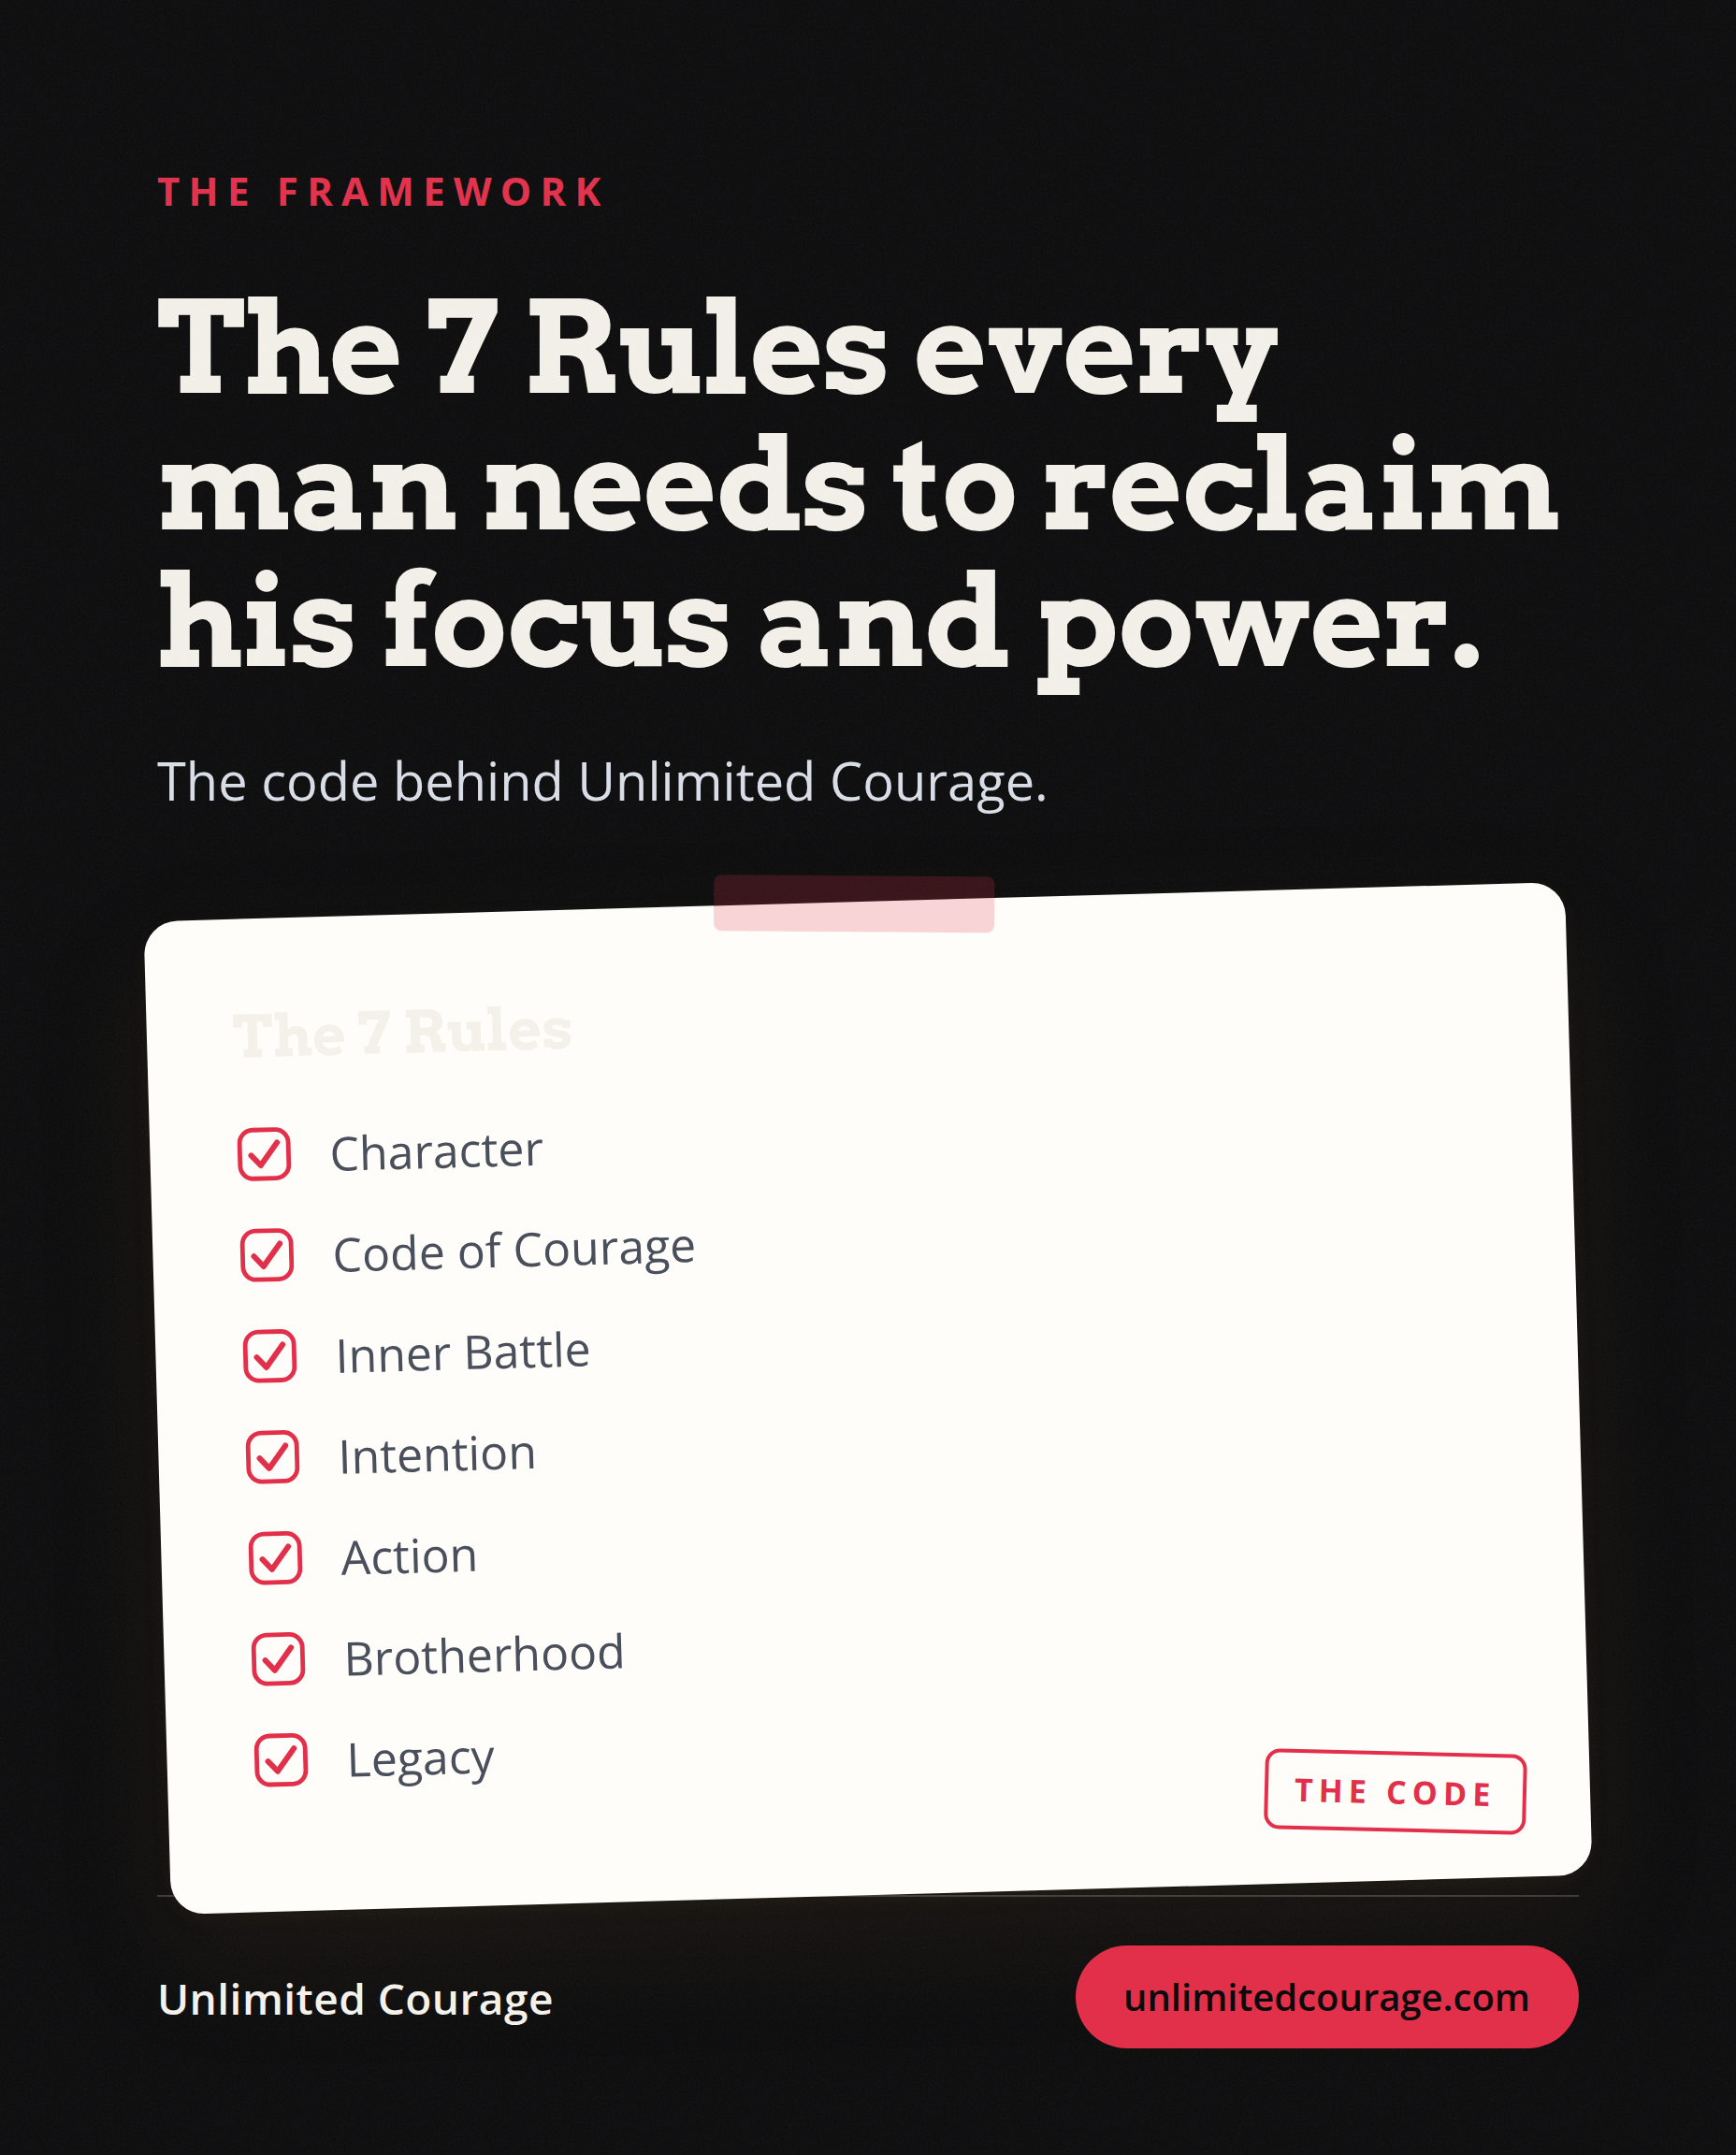 THE FRAMEWORK
The 7 Rules every
man needs to reclaim
his focus and power.
The code behind Unlimited Courage.
The 7 Rules
Character
Code of Courage
Inner Battle
Intention
Action
Brotherhood
Legacy
THE CODE
Unlimited Courage
unlimitedcourage.com